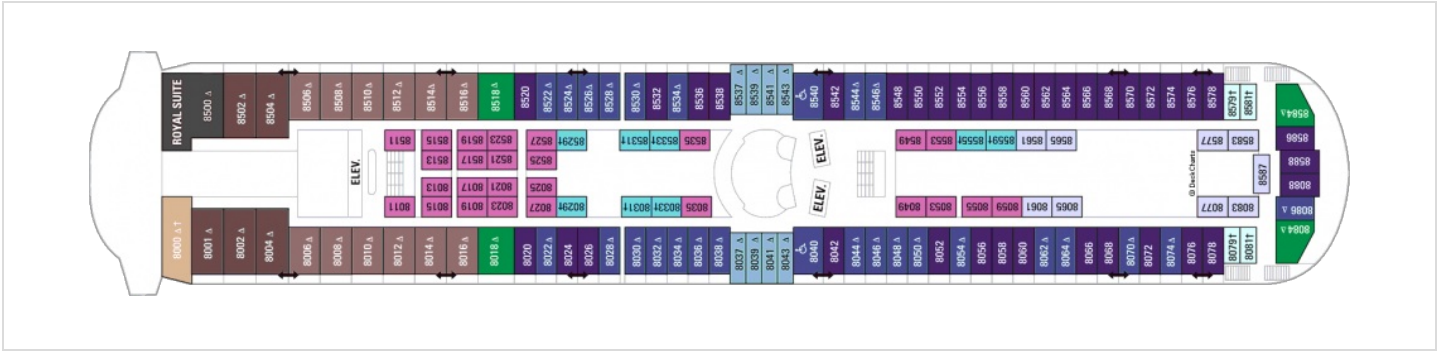 ROYAL SUITE
8500 Δ
8502 Δ
8504 Δ
8506 Δ
8508 Δ
8510 Δ
8512 Δ
8514 Δ
8516 Δ
8518 Δ
8520
8522 Δ
8524 Δ
8526 Δ
8528 Δ
8530 Δ
8532
8534 Δ
8536
8538
8537 Δ
8539 Δ
8541 Δ
8543 Δ
8540
8542
8544 Δ
8546 Δ
8548
8550
8552
8554
8556
8558
8560
8562
8564
8566
8568
8570
8572
8574
8576
8578
8579†
8581†
8584 Δ
8586
8588
8088
8086 Δ
8084 Δ
8511
8515
8513
8519
8523
8517
8521
8527
8529‡
8525
8531‡
8533‡
8535
8549
8553
8555‡
8559‡
8561
8565
8577
8583
8587
ELEV.
ELEV.
ELEV.
© DeckCharts
8011
8013
8015
8017
8021
8019
8023
8025
8027
8029‡
8031‡
8033‡
8035
8049
8053
8055
8059
8061
8065
8077
8083
8000 Δ †
8001 Δ
8002 Δ
8004 Δ
8006 Δ
8008 Δ
8010 Δ
8012 Δ
8014 Δ
8016 Δ
8018 Δ
8020
8022 Δ
8024
8026
8028 Δ
8030 Δ
8032 Δ
8034 Δ
8036 Δ
8038 Δ
8037 Δ
8039 Δ
8041 Δ
8043 Δ
8040
8042
8044 Δ
8046 Δ
8048 Δ
8050 Δ
8052
8054 Δ
8056
8058
8060
8062 Δ
8064 Δ
8066
8068
8070 Δ
8072
8074 Δ
8076
8078
8079†
8081†